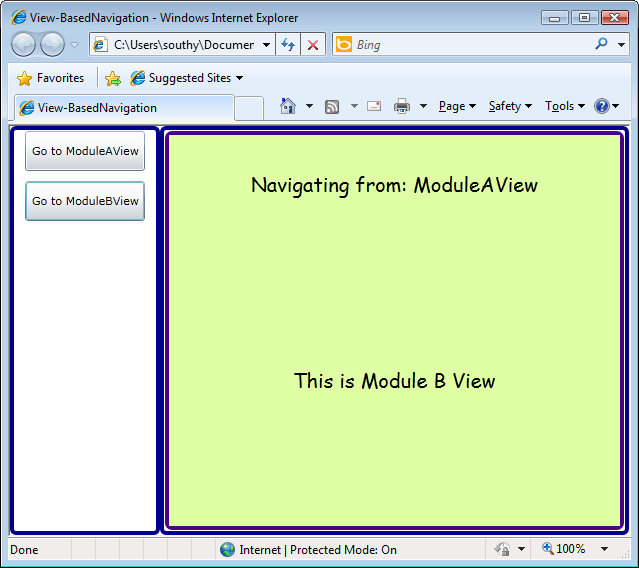 View-BasedNavigation - Windows Internet Explorer
C:\Users\southy\Documer
Bing
Favorites
Suggested Sites
View-BasedNavigation
Page
Safety
Tools
Go to ModuleAView
Go to ModuleBView
Navigating from: ModuleAView
This is Module B View
Done
Internet | Protected Mode: On
100%